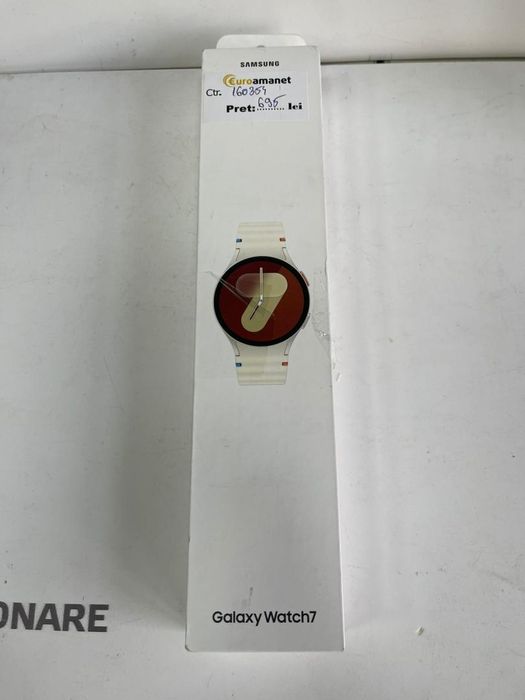 SAMSUNG
Euroamanet
Ctr. 160354
Pret: 695 lei
Galaxy Watch7
ONARE